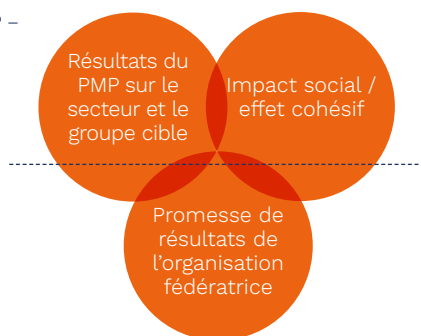 Résultats du
PMP sur le
secteur et le
groupe cible
Impact social /
effet cohésif
Promesse de
résultats de
l'organisation
fédératrice